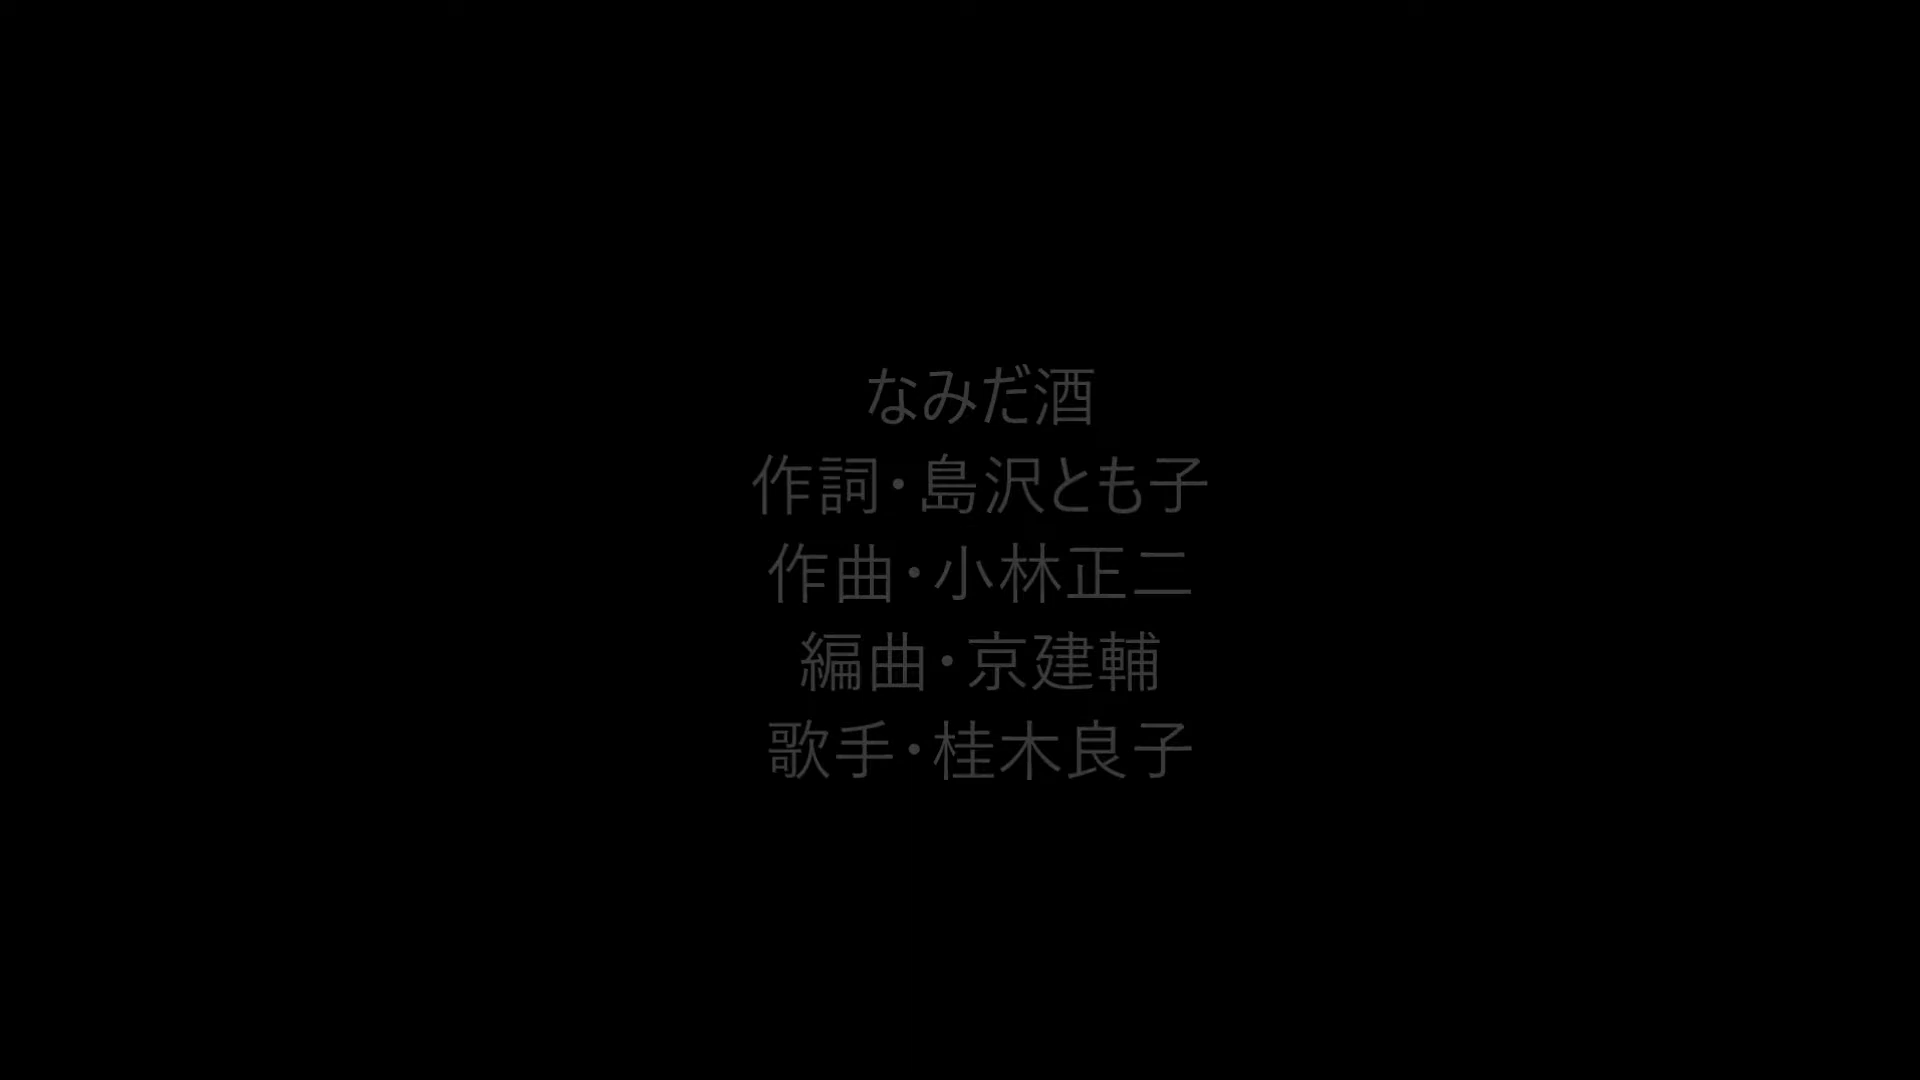 なみだ酒
作詞・島沢とも子
作曲・小林正二
編曲・京建輔
歌手・桂木良子